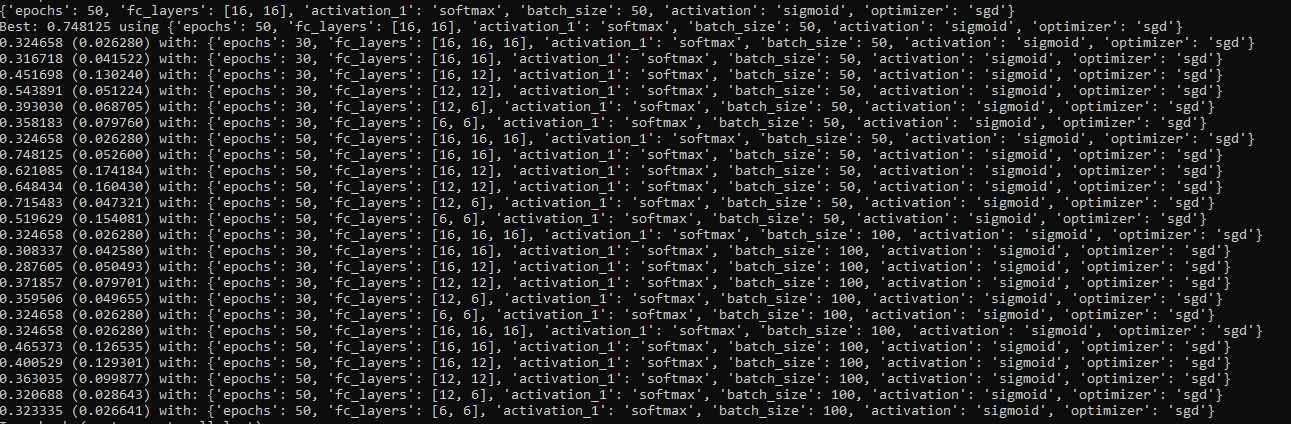 {'epochs': 50, 'fc_layers': [16, 16], 'activation_1': 'softmax', 'batch_size': 50, 'activation': 'sigmoid', 'optimizer': 'sgd'}
Best: 0.748125 using {'epochs': 50, 'fc_layers': [16, 16], 'activation_1': 'softmax', 'batch_size': 50, 'activation': 'sigmoid', 'optimizer': 'sgd'}
0.324658 (0.026280) with: {'epochs': 30, 'fc_layers': [16, 16, 16], 'activation_1': 'softmax', 'batch_size': 50, 'activation': 'sigmoid', 'optimizer': 'sgd'}
0.316718 (0.041522) with: {'epochs': 30, 'fc_layers': [16, 16], 'activation_1': 'softmax', 'batch_size': 50, 'activation': 'sigmoid', 'optimizer': 'sgd'}
0.451698 (0.130240) with: {'epochs': 30, 'fc_layers': [16, 12], 'activation_1': 'softmax', 'batch_size': 50, 'activation': 'sigmoid', 'optimizer': 'sgd'}
0.543891 (0.051224) with: {'epochs': 30, 'fc_layers': [12, 12], 'activation_1': 'softmax', 'batch_size': 50, 'activation': 'sigmoid', 'optimizer': 'sgd'}
0.393030 (0.068705) with: {'epochs': 30, 'fc_layers': [12, 6], 'activation_1': 'softmax', 'batch_size': 50, 'activation': 'sigmoid', 'optimizer': 'sgd'}
0.358183 (0.079760) with: {'epochs': 30, 'fc_layers': [6, 6], 'activation_1': 'softmax', 'batch_size': 50, 'activation': 'sigmoid', 'optimizer': 'sgd'}
0.324658 (0.026280) with: {'epochs': 50, 'fc_layers': [16, 16, 16], 'activation_1': 'softmax', 'batch_size': 50, 'activation': 'sigmoid', 'optimizer': 'sgd'}
0.748125 (0.052600) with: {'epochs': 50, 'fc_layers': [16, 16], 'activation_1': 'softmax', 'batch_size': 50, 'activation': 'sigmoid', 'optimizer': 'sgd'}
0.621085 (0.174184) with: {'epochs': 50, 'fc_layers': [16, 12], 'activation_1': 'softmax', 'batch_size': 50, 'activation': 'sigmoid', 'optimizer': 'sgd'}
0.648434 (0.160430) with: {'epochs': 50, 'fc_layers': [12, 12], 'activation_1': 'softmax', 'batch_size': 50, 'activation': 'sigmoid', 'optimizer': 'sgd'}
0.715483 (0.047321) with: {'epochs': 50, 'fc_layers': [12, 6], 'activation_1': 'softmax', 'batch_size': 50, 'activation': 'sigmoid', 'optimizer': 'sgd'}
0.519629 (0.154081) with: {'epochs': 50, 'fc_layers': [6, 6], 'activation_1': 'softmax', 'batch_size': 50, 'activation': 'sigmoid', 'optimizer': 'sgd'}
0.324658 (0.026280) with: {'epochs': 30, 'fc_layers': [16, 16, 16], 'activation_1': 'softmax', 'batch_size': 100, 'activation': 'sigmoid', 'optimizer': 'sgd'}
0.308337 (0.042580) with: {'epochs': 30, 'fc_layers': [16, 16], 'activation_1': 'softmax', 'batch_size': 100, 'activation': 'sigmoid', 'optimizer': 'sgd'}
0.287605 (0.050493) with: {'epochs': 30, 'fc_layers': [16, 12], 'activation_1': 'softmax', 'batch_size': 100, 'activation': 'sigmoid', 'optimizer': 'sgd'}
0.371857 (0.079701) with: {'epochs': 30, 'fc_layers': [12, 12], 'activation_1': 'softmax', 'batch_size': 100, 'activation': 'sigmoid', 'optimizer': 'sgd'}
0.359506 (0.049655) with: {'epochs': 30, 'fc_layers': [12, 6], 'activation_1': 'softmax', 'batch_size': 100, 'activation': 'sigmoid', 'optimizer': 'sgd'}
0.324658 (0.026280) with: {'epochs': 30, 'fc_layers': [6, 6], 'activation_1': 'softmax', 'batch_size': 100, 'activation': 'sigmoid', 'optimizer': 'sgd'}
0.324658 (0.026280) with: {'epochs': 50, 'fc_layers': [16, 16, 16], 'activation_1': 'softmax', 'batch_size': 100, 'activation': 'sigmoid', 'optimizer': 'sgd'}
0.465373 (0.126535) with: {'epochs': 50, 'fc_layers': [16, 16], 'activation_1': 'softmax', 'batch_size': 100, 'activation': 'sigmoid', 'optimizer': 'sgd'}
0.400529 (0.129301) with: {'epochs': 50, 'fc_layers': [16, 12], 'activation_1': 'softmax', 'batch_size': 100, 'activation': 'sigmoid', 'optimizer': 'sgd'}
0.363035 (0.099877) with: {'epochs': 50, 'fc_layers': [12, 12], 'activation_1': 'softmax', 'batch_size': 100, 'activation': 'sigmoid', 'optimizer': 'sgd'}
0.320688 (0.028643) with: {'epochs': 50, 'fc_layers': [12, 6], 'activation_1': 'softmax', 'batch_size': 100, 'activation': 'sigmoid', 'optimizer': 'sgd'}
0.323335 (0.026641) with: {'epochs': 50, 'fc_layers': [6, 6], 'activation_1': 'softmax', 'batch_size': 100, 'activation': 'sigmoid', 'optimizer': 'sgd'}